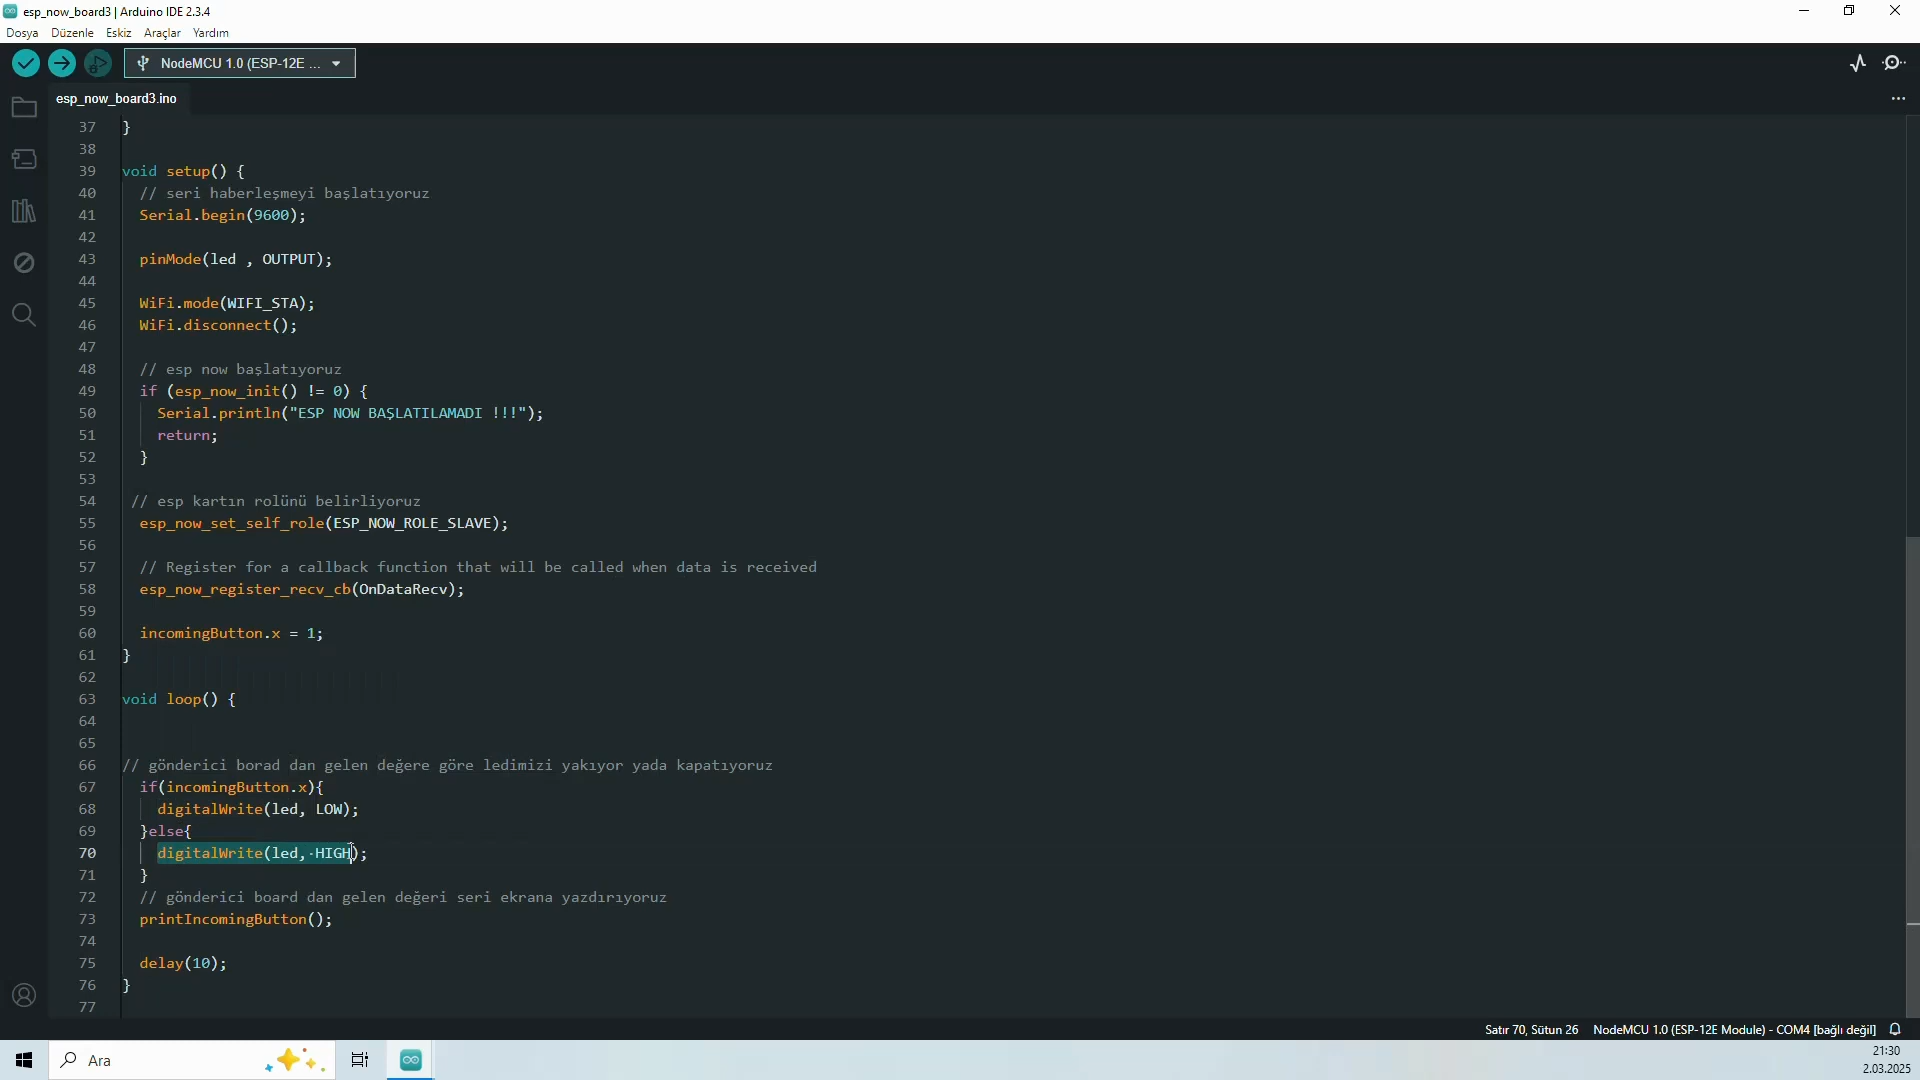 esp_now_board3 | Arduino IDE 2.3.4
Dosya Düzenle Eskiz Araçlar Yardım
NodeMCU 1.0 (ESP-12E ...
esp_now_board3.ino
37 }
38
39 void setup() {
40 // seri haberleşmeyi başlatıyoruz
41 Serial.begin(9600);
42
43 pinMode(led , OUTPUT);
44
45 WiFi.mode(WIFI_STA);
46 WiFi.disconnect();
47
48 // esp now başlatıyoruz
49 if (esp_now_init() != 0) {
50 Serial.println("ESP NOW BAŞLATILAMADI !!!");
51 return;
52 }
53
54 // esp kartın rolünü belirliyoruz
55 esp_now_set_self_role(ESP_NOW_ROLE_SLAVE);
56
57 // Register for a callback function that will be called when data is received
58 esp_now_register_recv_cb(OnDataRecv);
59
60 incomingButton.x = 1;
61 }
62
63 void loop() {
64
65
66 // gönderici borad dan gelen değere göre ledimizi yakıyor yada kapatıyoruz
67 if(incomingButton.x){
68 digitalWrite(led, LOW);
69 }else{
70 digitalWrite(led,·HIGH);
71 }
72 // gönderici board dan gelen değeri seri ekrana yazdırıyoruz
73 printIncomingButton();
74
75 delay(10);
76 }
77
Satır 70, Sütun 26 NodeMCU 1.0 (ESP-12E Module) - COM4 [bağlı değil]
Ara
21:30
2.03.2025